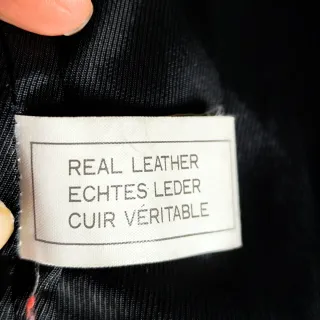 REAL LEATHER
ECHTES LEDER
CUIR VÉRITABLE